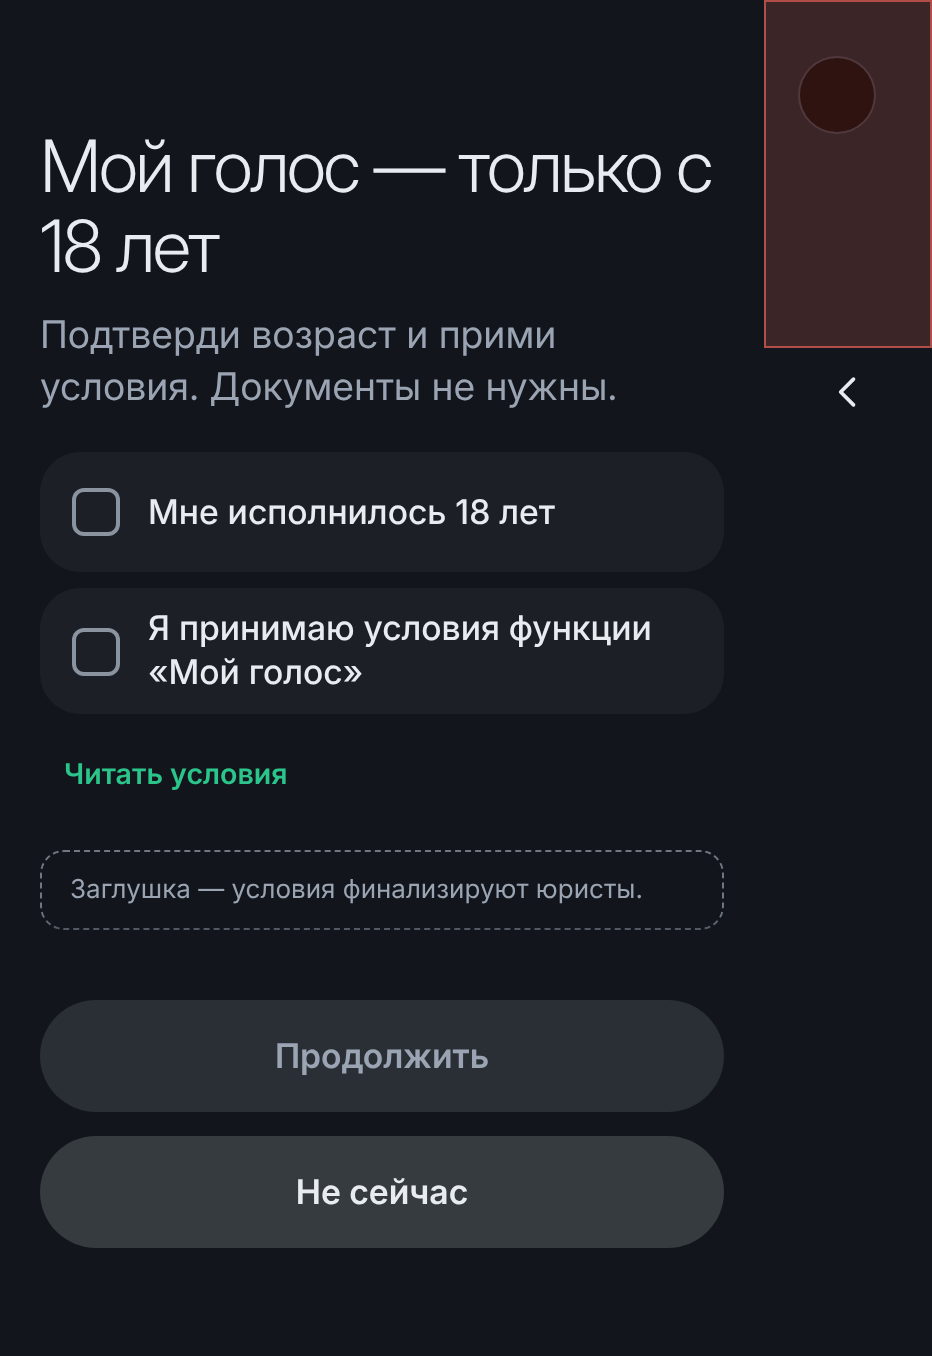 Мой голос — только с
18 лет
Подтверди возраст и прими
условия. Документы не нужны.
Мне исполнилось 18 лет
Я принимаю условия функции
«Мой голос»
Читать условия
Заглушка — условия финализируют юристы.
Продолжить
Не сейчас